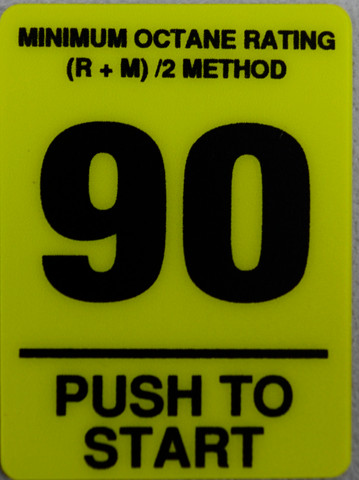 MINIMUM OCTANE RATING
(R + M) /2 METHOD
90
PUSH TO
START